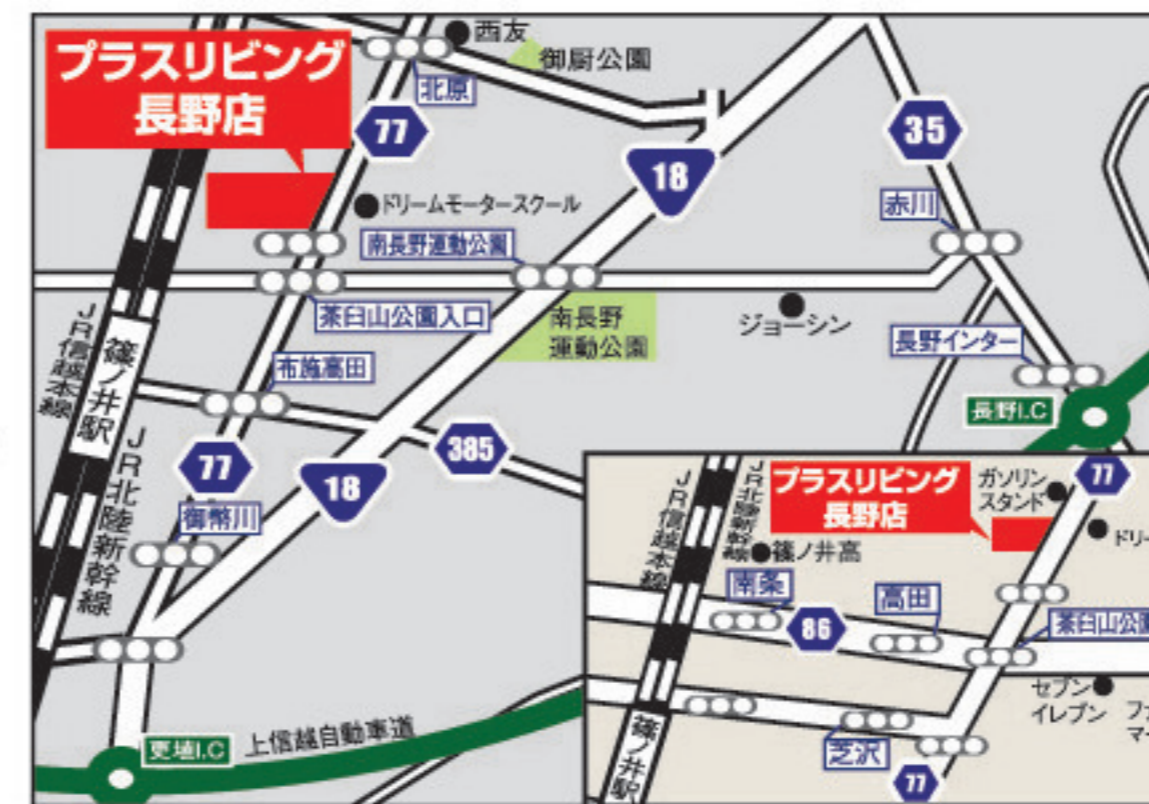 西友
御厨公園
プラスリビング
長野店
北原
77
35
18
ドリームモータースクール
赤川
南長野運動公園
茶臼山公園入口
南長野
運動公園
ジョーシン
長野インター
JR信越本線
篠ノ井駅
布施高田
長野I.C
385
77
18
JR北陸新幹線
御幣川
更埴I.C
上信越自動車道
プラスリビング
長野店
ガソリン
スタンド
77
JR信越本線
JR北陸新幹線
篠ノ井高
ドリー
南条
高田
86
茶臼山公園
セブン
イレブン
フ
マー
芝沢
篠ノ井駅
77